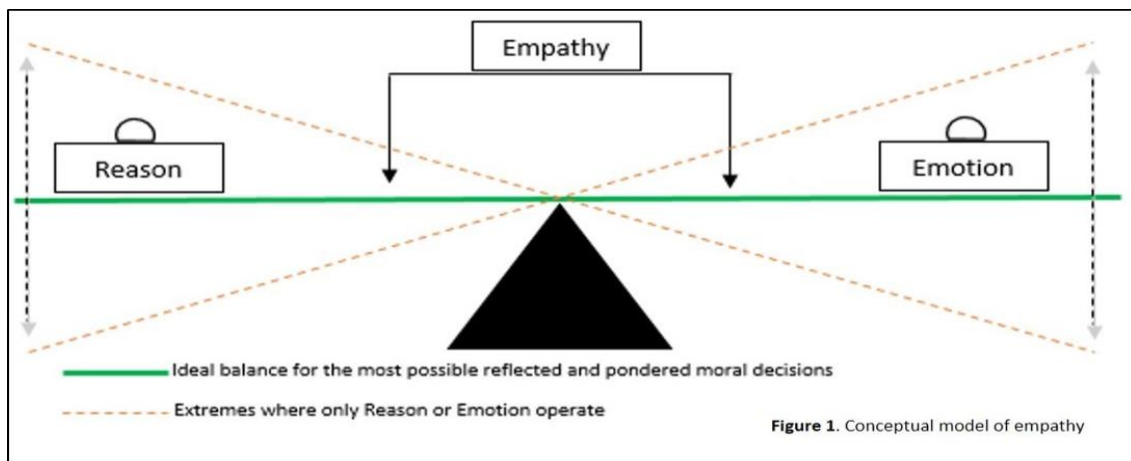 Empathy
Reason
Emotion
Ideal balance for the most possible reflected and pondered moral decisions
Extremes where only Reason or Emotion operate
Figure 1. Conceptual model of empathy